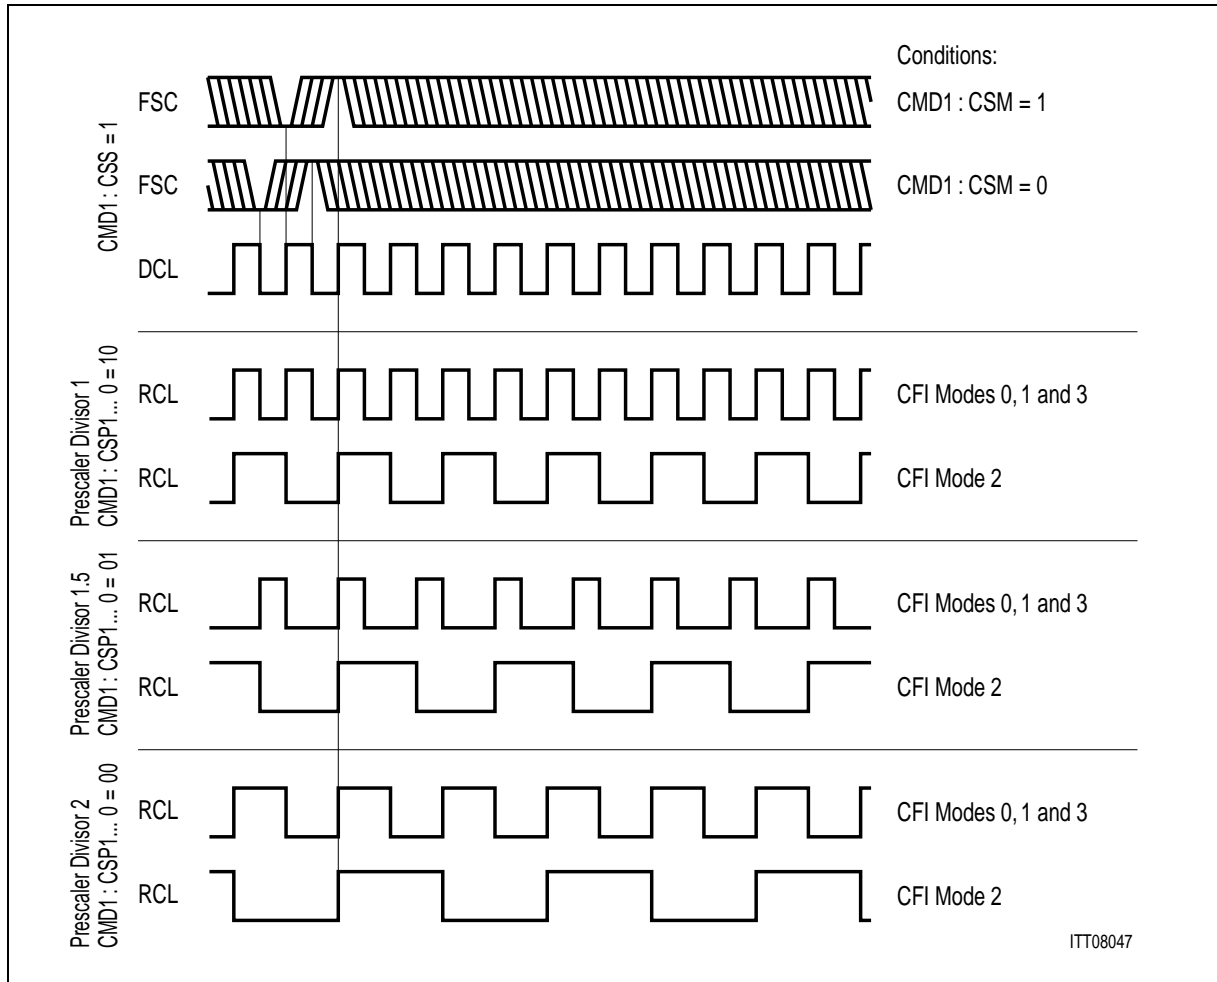 Conditions:
FSC
CMD1 : CSM = 1
CMD1 : CSS = 1
FSC
CMD1 : CSM = 0
DCL
Prescaler Divisor 1
CMD1 : CSP1... 0 = 10
RCL
CFI Modes 0, 1 and 3
RCL
CFI Mode 2
Prescaler Divisor 1.5
CMD1 : CSP1... 0 = 01
RCL
CFI Modes 0, 1 and 3
RCL
CFI Mode 2
Prescaler Divisor 2
CMD1 : CSP1... 0 = 00
RCL
CFI Modes 0, 1 and 3
RCL
CFI Mode 2
ITT08047